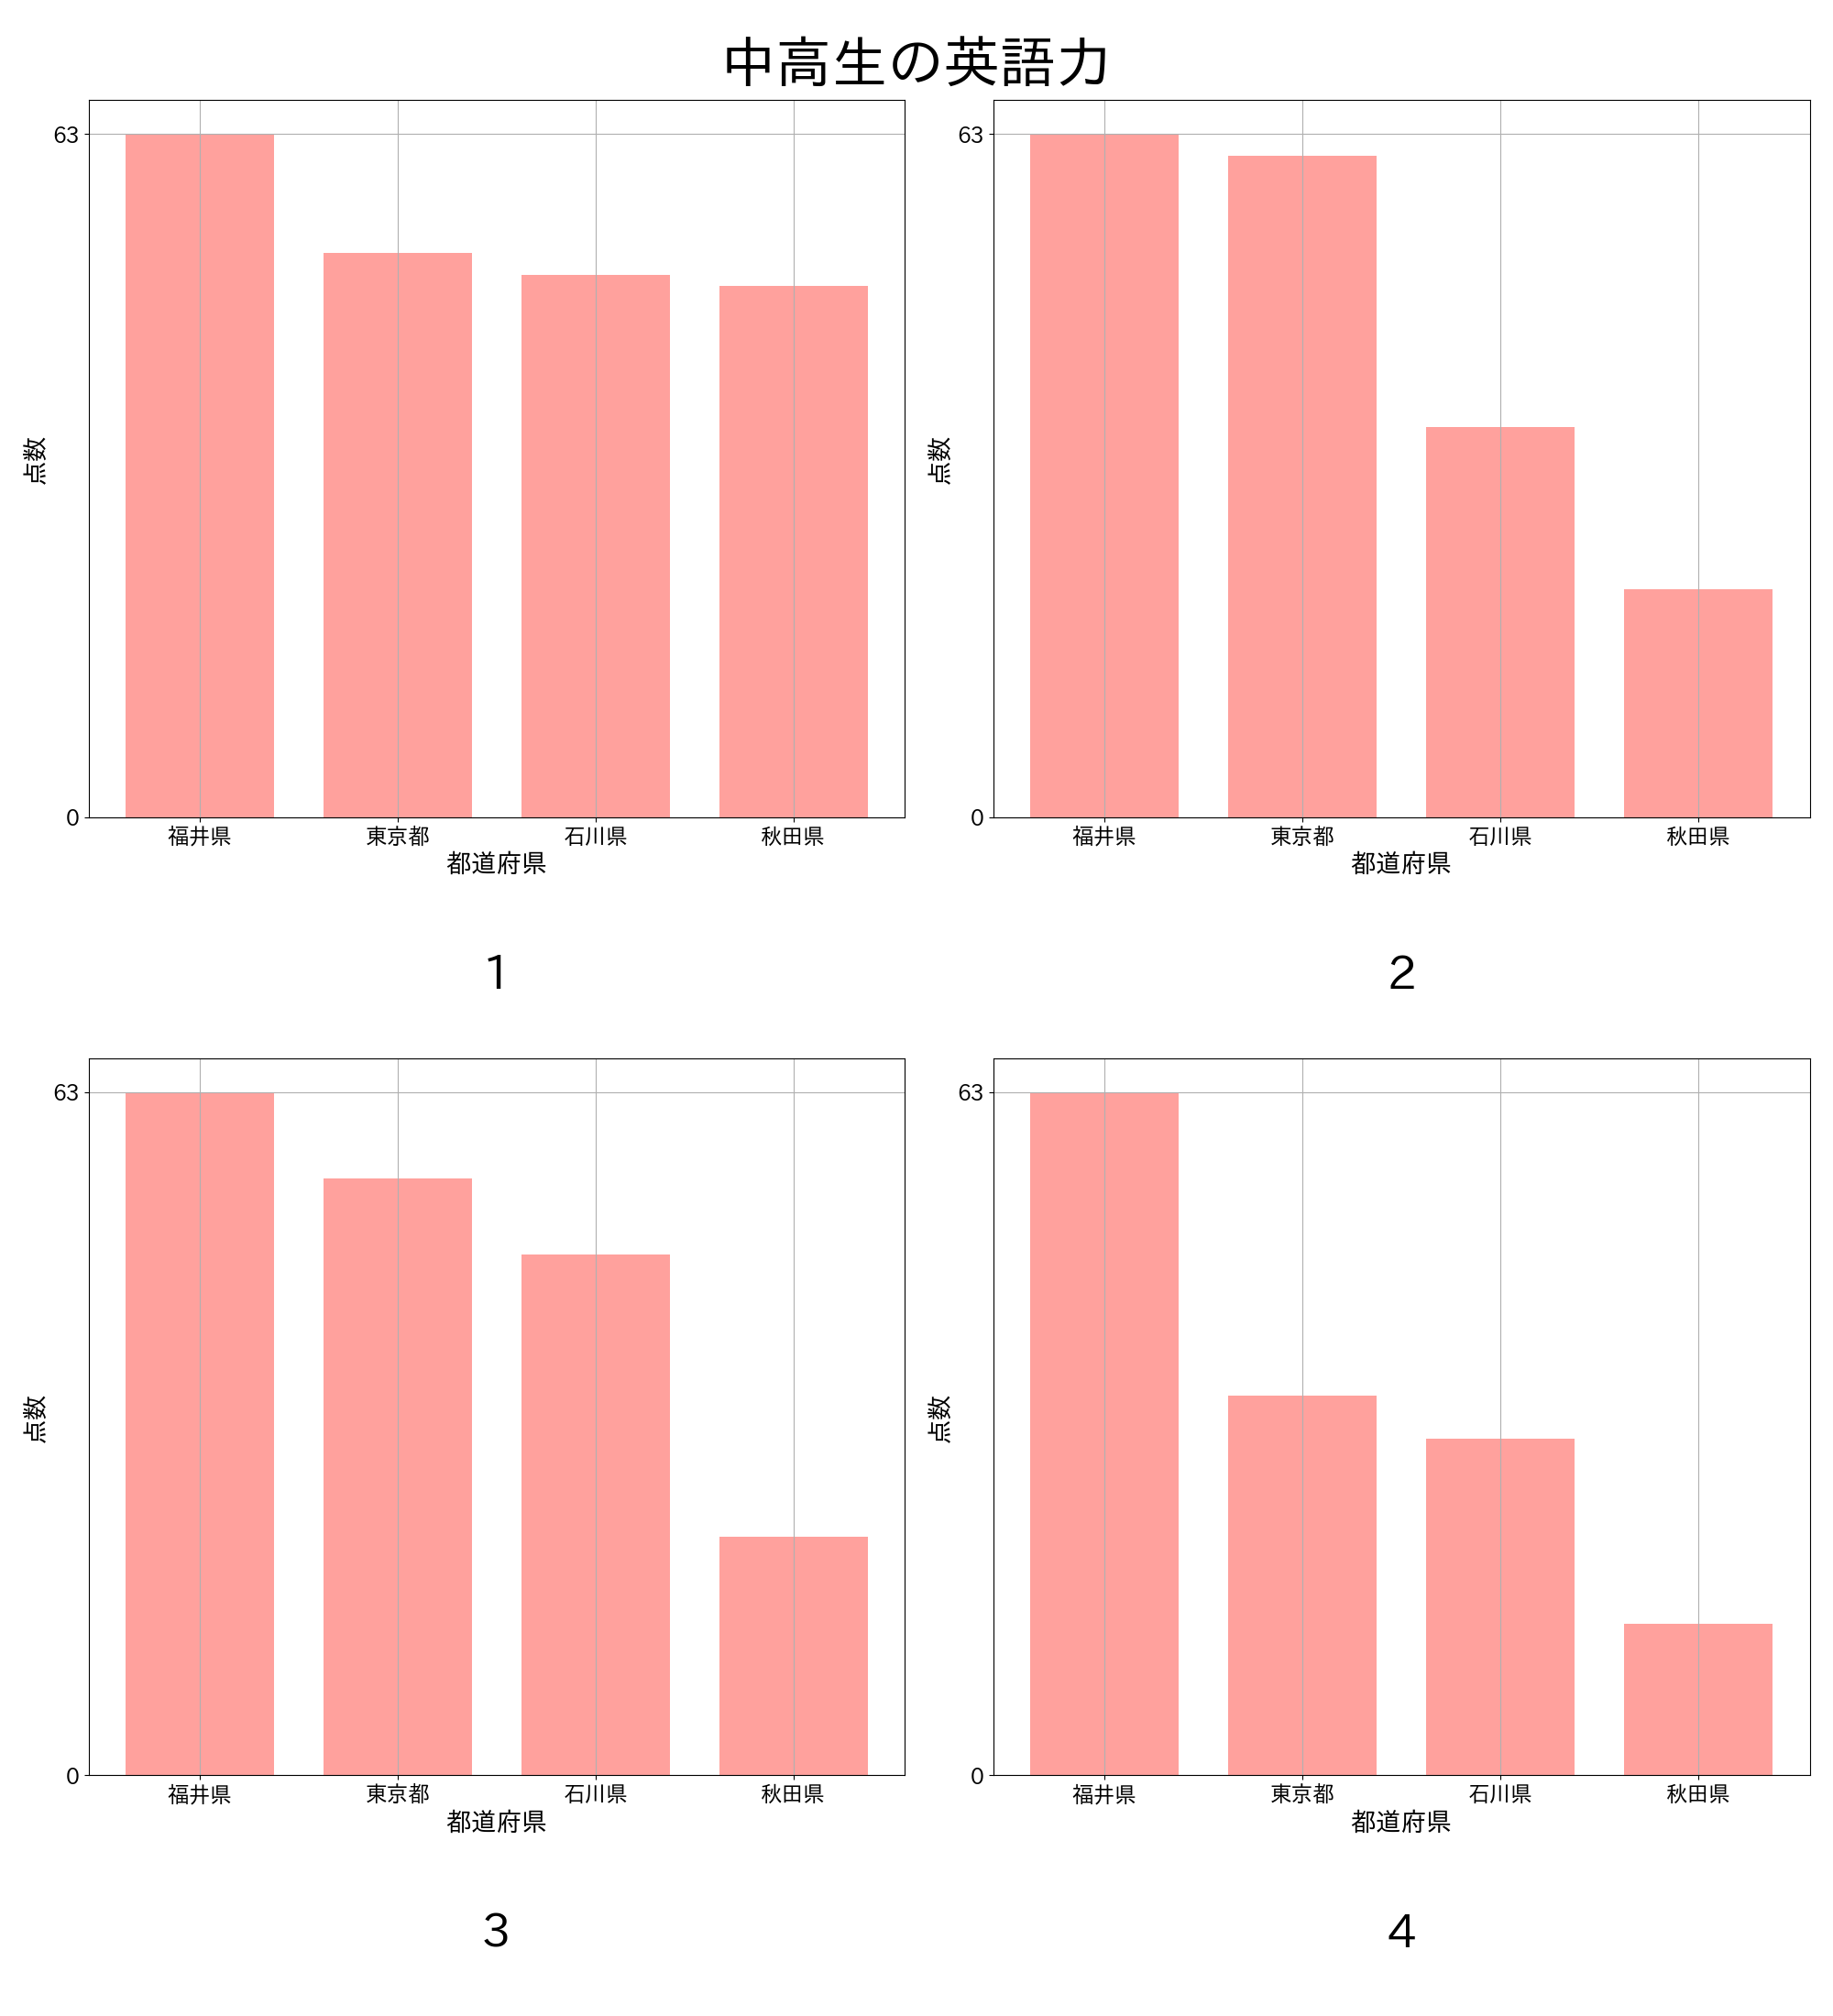 中高生の英語力
63
0
点数
福井県 東京都 石川県 秋田県
都道府県
1
63
0
点数
福井県 東京都 石川県 秋田県
都道府県
2
63
0
点数
福井県 東京都 石川県 秋田県
都道府県
3
63
0
点数
福井県 東京都 石川県 秋田県
都道府県
4